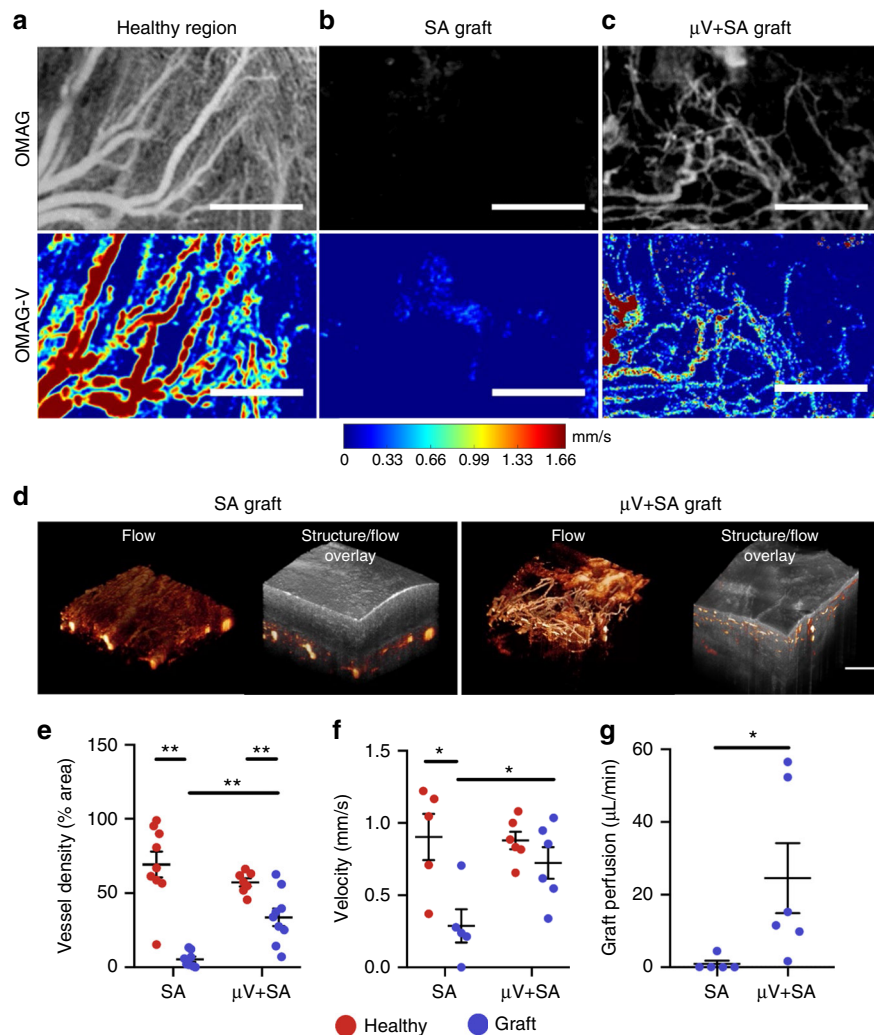 a
Healthy region
b
SA graft
c
μV+SA graft
OMAG
OMAG-V
mm/s
0 0.33 0.66 0.99 1.33 1.66
d
SA graft
μV+SA graft
Flow
Structure/flow
overlay
Flow
Structure/flow
overlay
e
Vessel density (% area)
150
100
50
0
**
**
**
SA
μV+SA
f
Velocity (mm/s)
1.5
1.0
0.5
0.0
*
*
SA
μV+SA
g
Graft perfusion (μL/min)
60
40
20
0
*
SA
μV+SA
Healthy
Graft